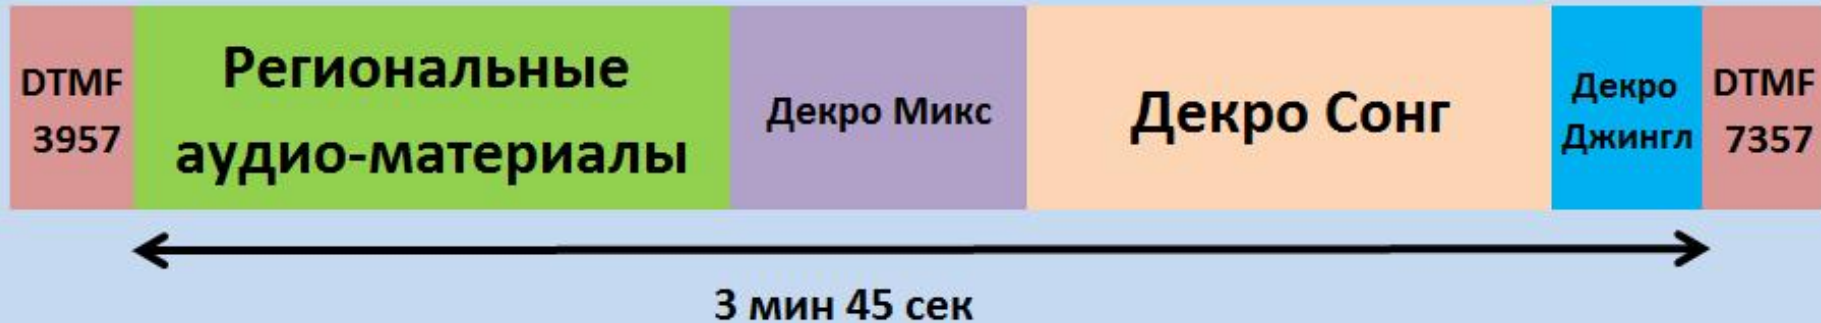 DTMF
3957
Региональные
аудио-материалы
Декро Микс
Декро Сонг
Декро
Джингл
DTMF
7357
3 мин 45 сек